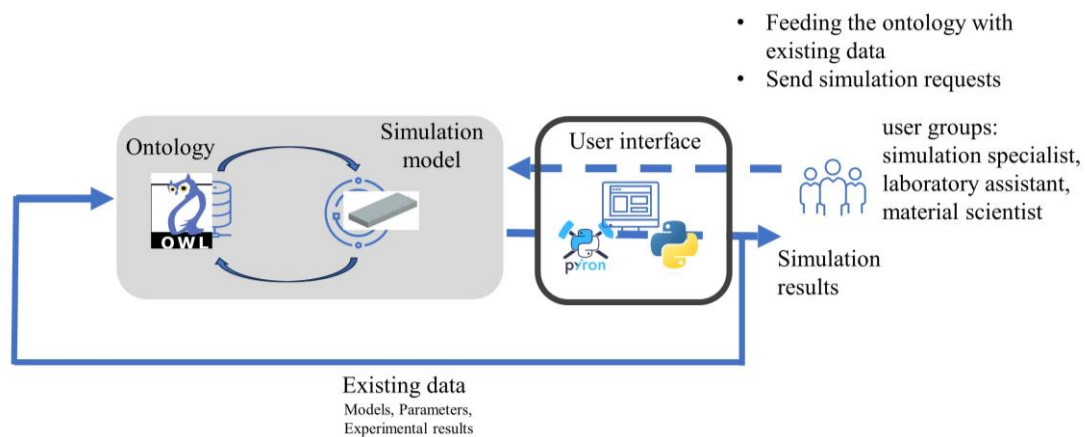 • Feeding the ontology with
existing data
• Send simulation requests
Ontology
Simulation
model
User interface
user groups:
simulation specialist,
laboratory assistant,
material scientist
OWL
pyron
Simulation
results
Existing data
Models, Parameters,
Experimental results